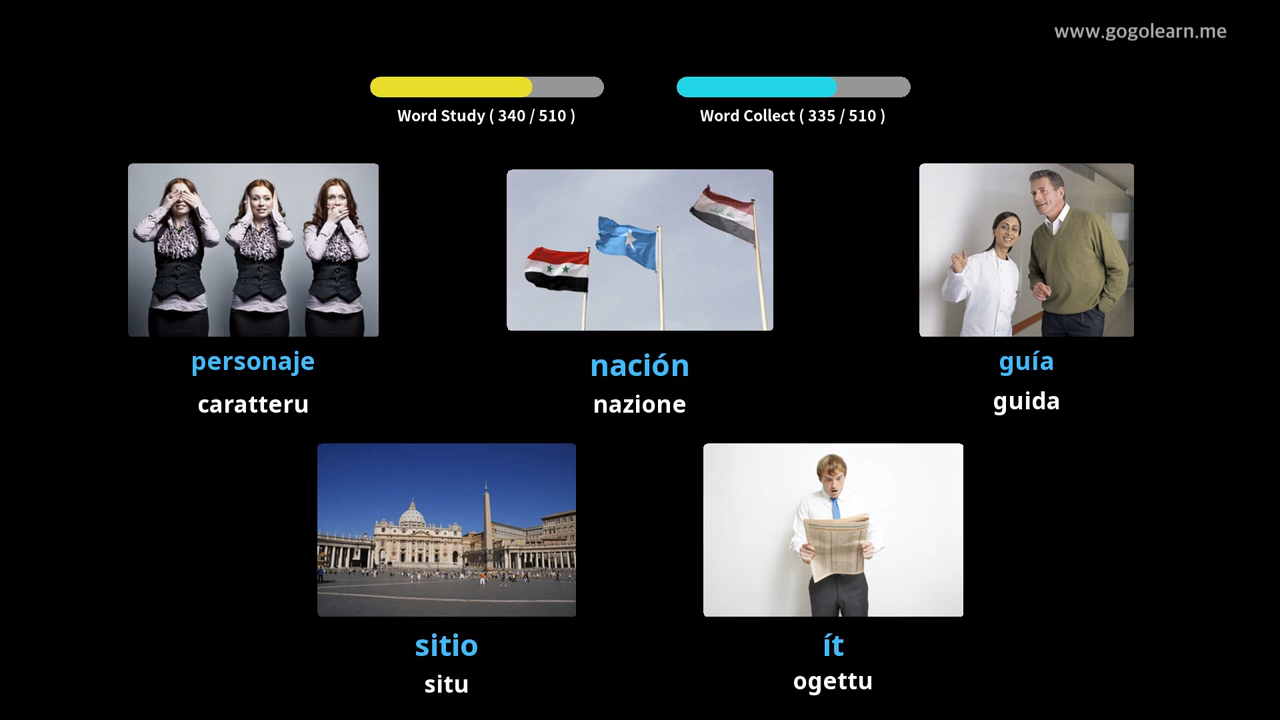 www.gogolearn.me
Word Study ( 340 / 510 )
Word Collect ( 335 / 510 )
personaje
caratteru
nación
nazione
guía
guida
sitio
situ
ít
ogettu